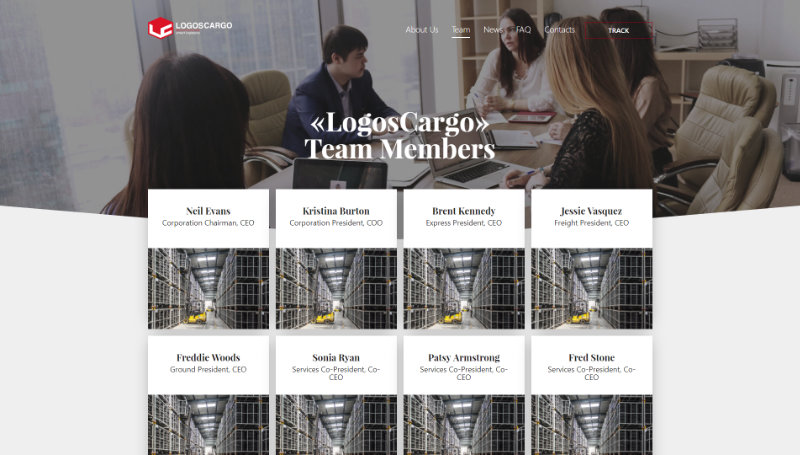 LOGOSCARGO
About Us
Team
News
FAQ
Contacts
TRACK
«LogosCargo»
Team Members
Neil Evans
Corporation Chairman, CEO
Kristina Burton
Corporation President, COO
Brent Kennedy
Express President, CEO
Jessie Vasquez
Freight President, CEO
Freddie Woods
Ground President, CEO
Sonia Ryan
Services Co-President, Co-
CEO
Patsy Armstrong
Services Co-President, Co-
CEO
Fred Stone
Services Co-President, Co-
CEO